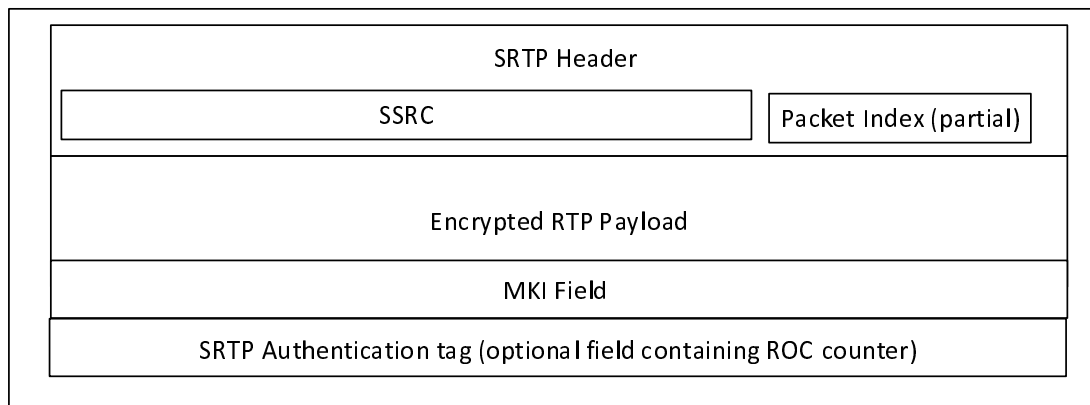 SRTP Header
SSRC
Packet Index (partial)
Encrypted RTP Payload
MKI Field
SRTP Authentication tag (optional field containing ROC counter)